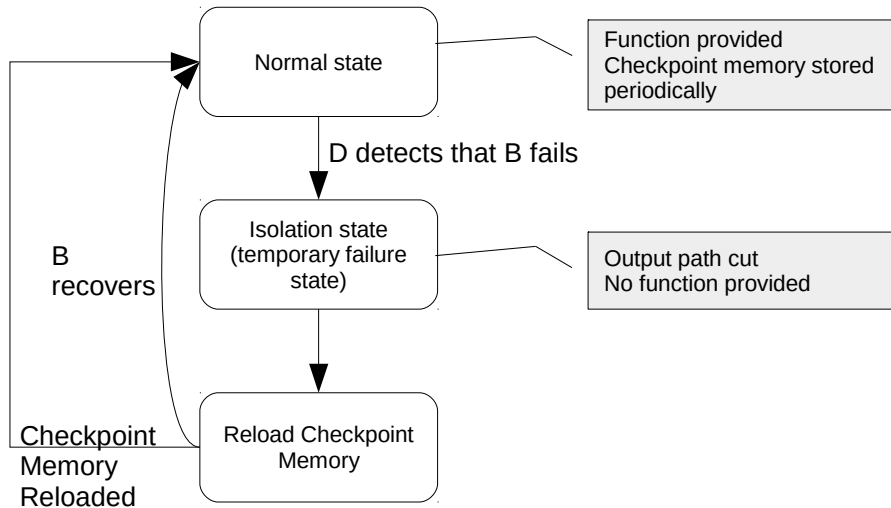 Normal state
Function provided
Checkpoint memory stored
periodically
D detects that B fails
Isolation state
(temporary failure
state)
Output path cut
No function provided
B
recovers
Reload Checkpoint
Memory
Checkpoint
Memory
Reloaded